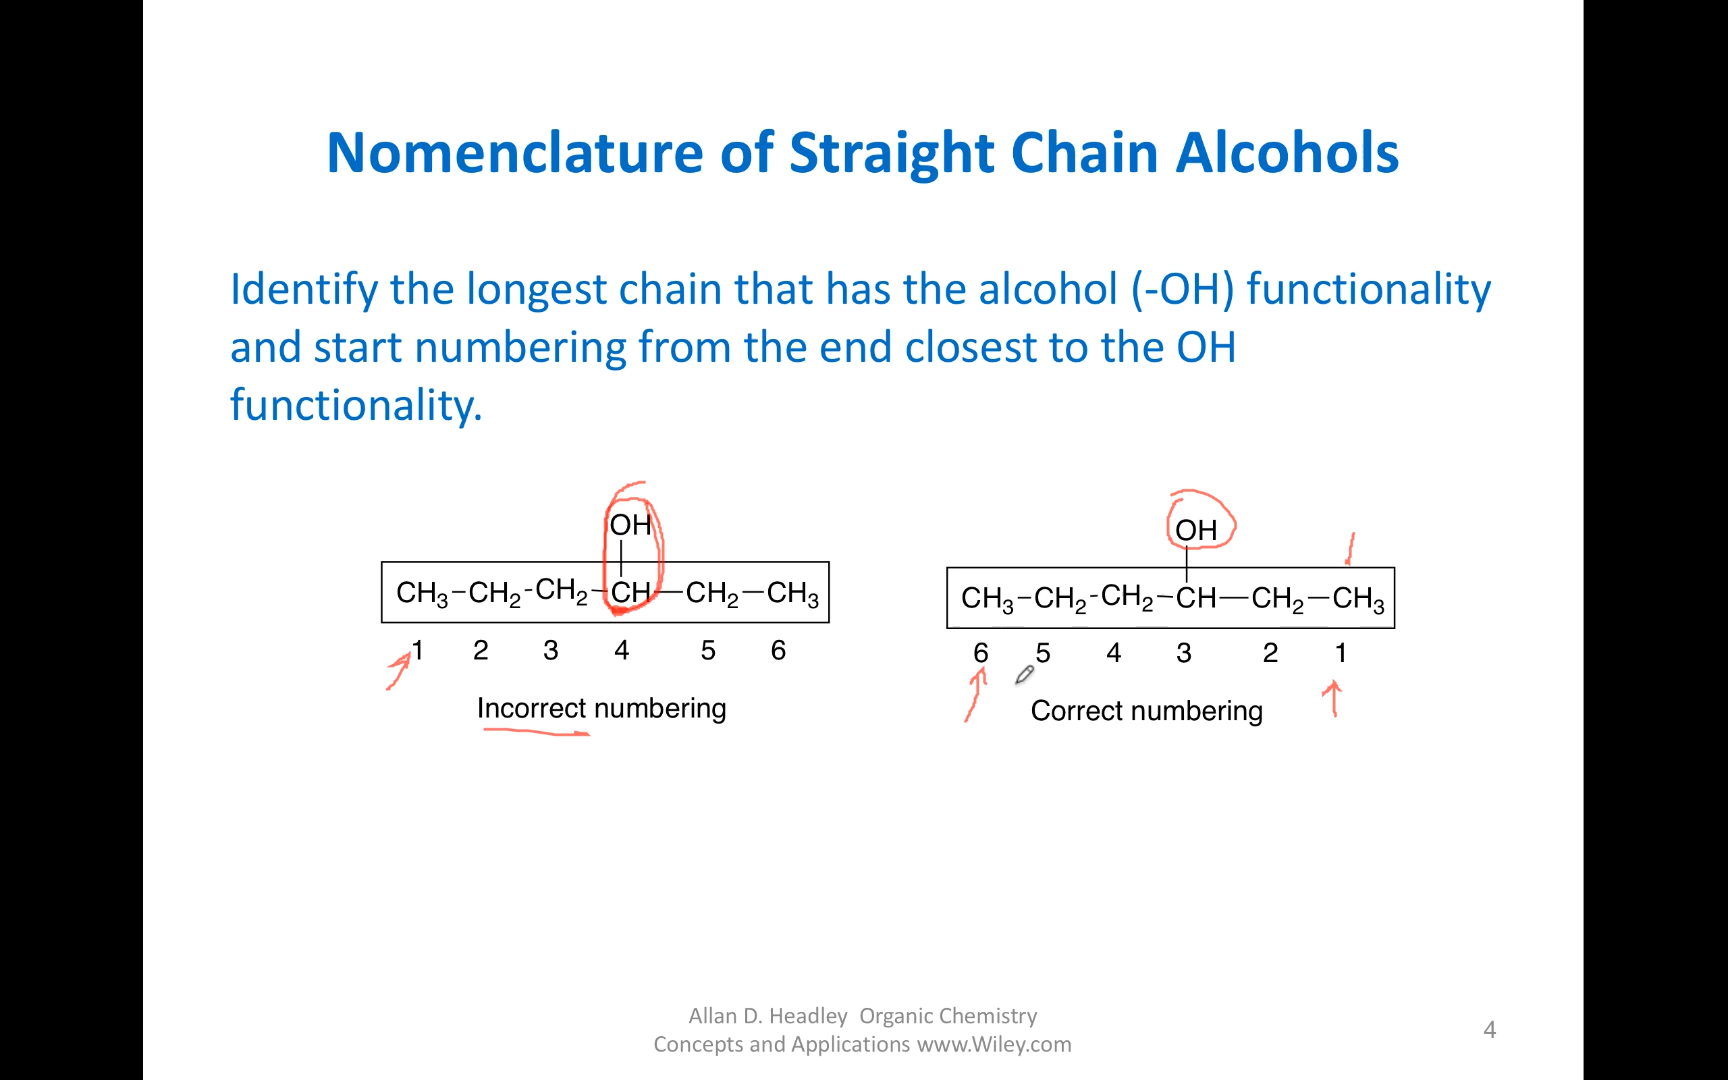 Nomenclature of Straight Chain Alcohols
Identify the longest chain that has the alcohol (-OH) functionality
and start numbering from the end closest to the OH
functionality.
OH
CH₃–CH₂-CH₂–CH—CH₂—CH₃
1 2 3 4 5 6
Incorrect numbering
1
OH
CH₃–CH₂-CH₂–CH—CH₂—CH₃
6 5 4 3 2 1
Correct numbering
Allan D. Headley Organic Chemistry
Concepts and Applications www.Wiley.com
4